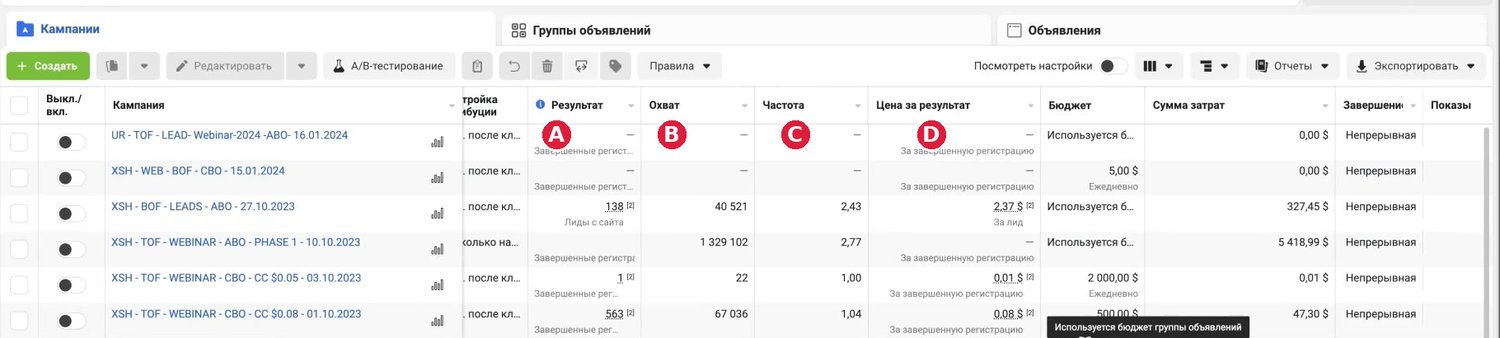 Кампании
Группы объявлений
Объявления
+ Создать
Редактировать
A/B-тестирование
Правила
Посмотреть настройки
Отчеты
Экспортировать
Выкл./
вкл.
Кампания
тройка
ибуции
Результат
Охват
Частота
Цена за результат
Бюджет
Сумма затрат
Завершени
Показы
UR - TOF - LEAD- Webinar-2024 -ABO- 16.01.2024
. после кл...
A
—
Завершенные регист...
B
—
C
—
D
—
За завершенную регистрацию
Используется б...
0,00 $
Непрерывная
XSH - WEB - BOF - CBO - 15.01.2024
. после кл...
—
Завершенные регист...
—
—
—
За завершенную регистрацию
5,00 $
Ежедневно
0,00 $
Непрерывная
XSH - BOF - LEADS - ABO - 27.10.2023
. после кл...
138 [2]
Лиды с сайта
40 521
2,43
2,37 $ [2]
За лид
Используется б...
327,45 $
Непрерывная
XSH - TOF - WEBINAR - ABO - PHASE 1 - 10.10.2023
колько на...
—
Завершенные регистра
1 329 102
2,77
—
За завершенную регистрацию
Используется б...
5 418,99 $
Непрерывная
XSH - TOF - WEBINAR - CBO - CC $0.05 - 03.10.2023
. после кл...
1 [2]
Завершенные рег...
22
1,00
0,01 $ [2]
За завершенную регистрацию
2 000,00 $
Ежедневно
0,01 $
Непрерывная
XSH - TOF - WEBINAR - CBO - CC $0.08 - 01.10.2023
. после кл...
563 [2]
Завершенные рег...
67 036
1,04
0,08 $ [2]
За завершенную регистрацию
500,00 $
47,30 $
Непрерывная
Используется бюджет группы объявлений